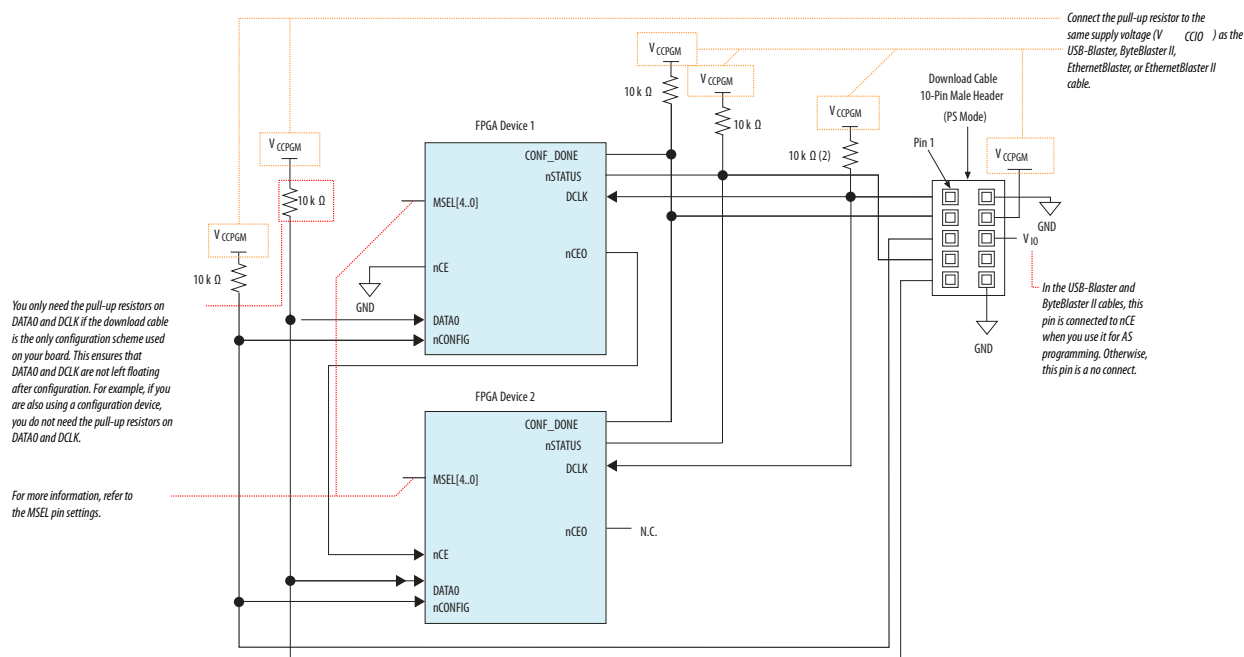 Connect the pull-up resistor to the
same supply voltage (V CCIO ) as the
USB-Blaster, ByteBlaster II,
EthernetBlaster, or EthernetBlaster II
cable.
V CCPGM
10 k Ω
V CCPGM
10 k Ω
V CCPGM
10 k Ω (2)
Download Cable
10-Pin Male Header
(PS Mode)
Pin 1
V CCPGM
GND
V IO
GND
In the USB-Blaster and
ByteBlaster II cables, this
pin is connected to nCE
when you use it for AS
programming. Otherwise,
this pin is a no connect.
V CCPGM
10 k Ω
V CCPGM
10 k Ω
FPGA Device 1
CONF_DONE
nSTATUS
DCLK
MSEL[4..0]
nCEO
nCE
GND
DATA0
nCONFIG
You only need the pull-up resistors on
DATA0 and DCLK if the download cable
is the only configuration scheme used
on your board. This ensures that
DATA0 and DCLK are not left floating
after configuration. For example, if you
are also using a configuration device,
you do not need the pull-up resistors on
DATA0 and DCLK.
FPGA Device 2
CONF_DONE
nSTATUS
DCLK
MSEL[4..0]
nCEO
N.C.
nCE
DATA0
nCONFIG
For more information, refer to
the MSEL pin settings.